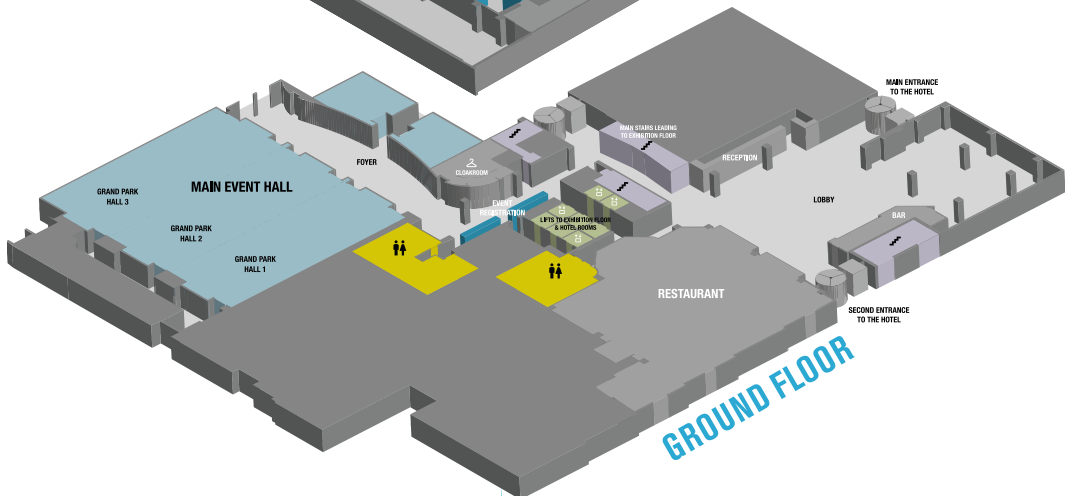 MAIN ENTRANCE
TO THE HOTEL
MAIN STAIRS LEADING
TO EXHIBITION FLOOR
RECEPTION
FOYER
CLOAKROOM
MAIN EVENT HALL
GRAND PARK
HALL 3
GRAND PARK
HALL 2
GRAND PARK
HALL 1
EVENT
REGISTRATION
LIFTS TO EXHIBITION FLOOR
& HOTEL ROOMS
LOBBY
BAR
RESTAURANT
SECOND ENTRANCE
TO THE HOTEL
GROUND FLOOR